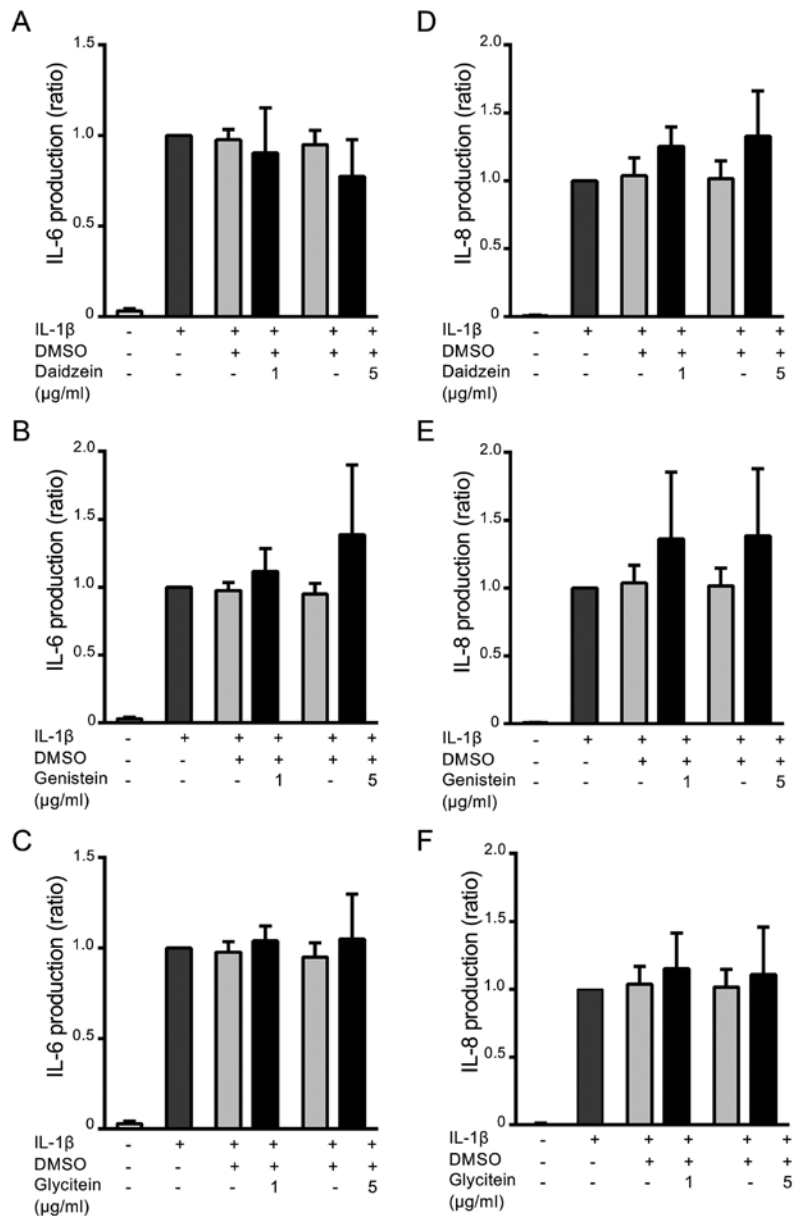 A
IL-6 production (ratio)
1.5
1.0
0.5
0
IL-1β - + + + + +
DMSO - - + + + +
Daidzein - - - 1 - 5
(µg/ml)
D
IL-8 production (ratio)
2.0
1.5
1.0
0.5
0
IL-1β - + + + + +
DMSO - - + + + +
Daidzein - - - 1 - 5
(µg/ml)
B
IL-6 production (ratio)
2.0
1.5
1.0
0.5
0
IL-1β - + + + + +
DMSO - - + + + +
Genistein - - - 1 - 5
(µg/ml)
E
IL-8 production (ratio)
2.0
1.5
1.0
0.5
0
IL-1β - + + + + +
DMSO - - + + + +
Genistein - - - 1 - 5
(µg/ml)
C
IL-6 production (ratio)
1.5
1.0
0.5
0
IL-1β - + + + + +
DMSO - - + + + +
Glycitein - - - 1 - 5
(µg/ml)
F
IL-8 production (ratio)
2.0
1.5
1.0
0.5
0
IL-1β - + + + + +
DMSO - - + + + +
Glycitein - - - 1 - 5
(µg/ml)